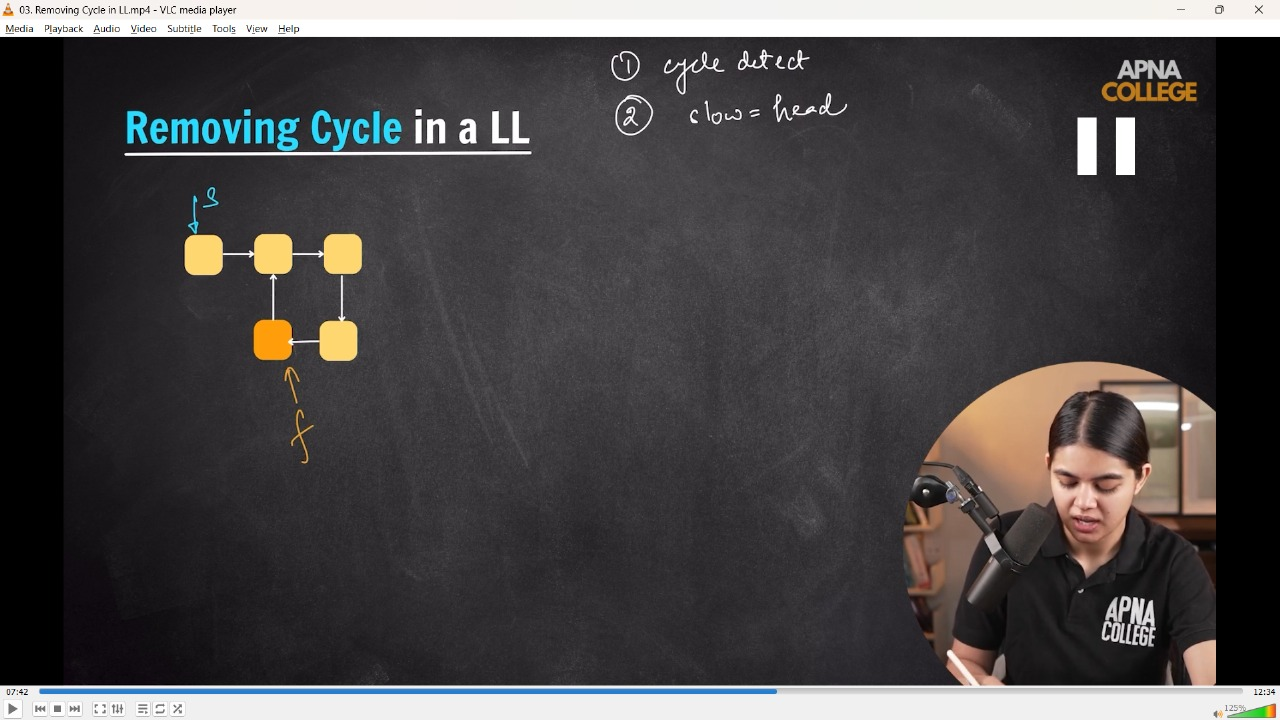 03. Removing Cycle in LL.mp4 - VLC media player
Media Playback Audio Video Subtitle Tools View Help
① cycle detect
② slow = head
APNA
COLLEGE
Removing Cycle in a LL
s
f
APNA
COLLEGE
07:42
12:34
125%